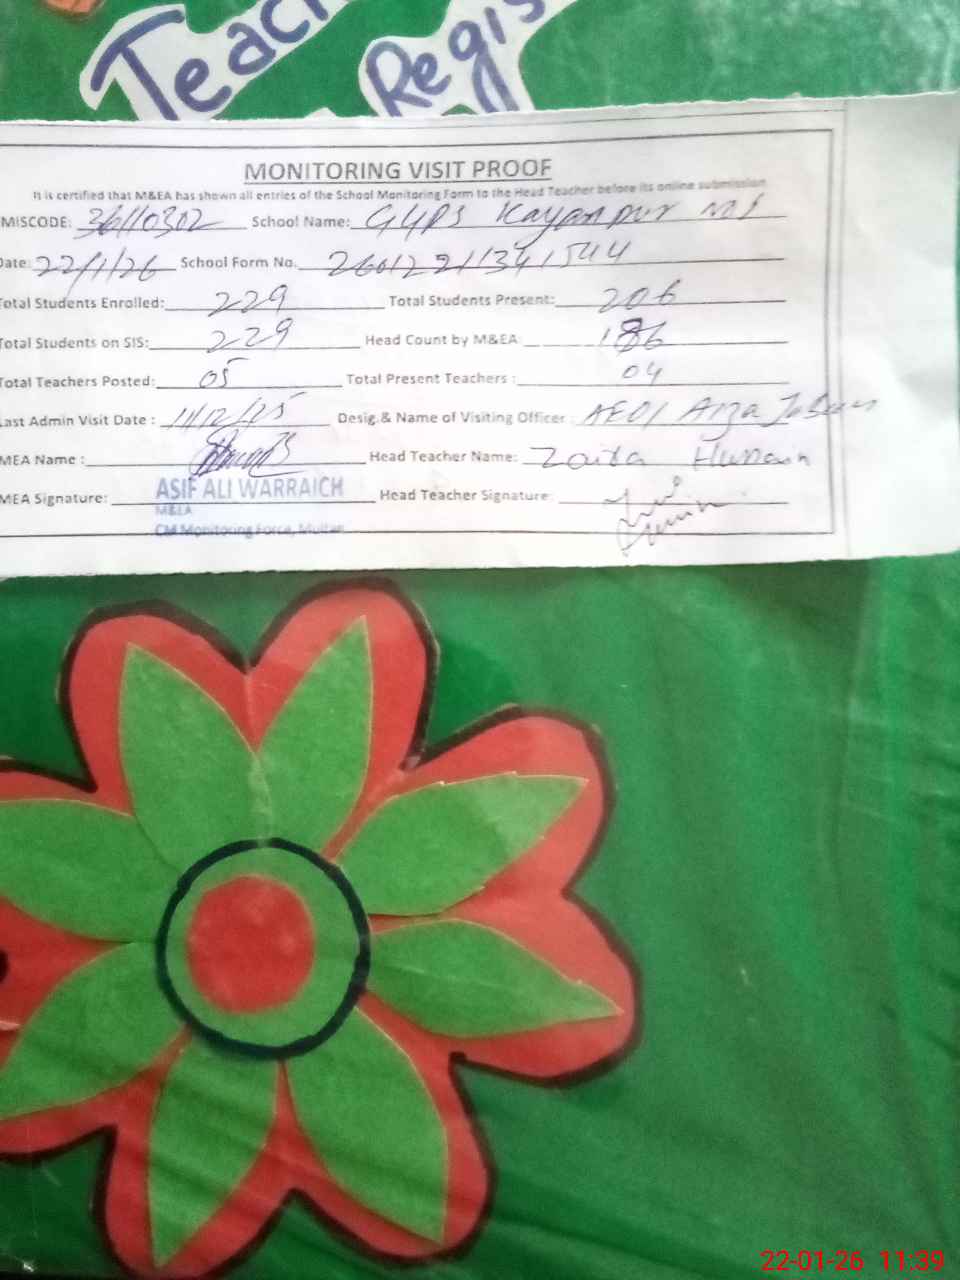 Teac
Regis
MONITORING VISIT PROOF
It is certified that M&EA has shown all entries of the School Monitoring Form to the Head Teacher before its online submission
MISCODE: 36110302 School Name: GGPS Kayanpur
Date: 22/1/26 School Form No. 26012211341544
Total Students Enrolled: 229 Total Students Present: 206
Total Students on SIS: 229 Head Count by M&EA: 186
Total Teachers Posted: 05 Total Present Teachers : 04
Last Admin Visit Date : 11/12/25 Desig.& Name of Visiting Officer :
MEA Name : Head Teacher Name: Zaida Hussain
ASIF ALI WARRAICH
MEA Signature: Head Teacher Signature:
M&EA
CM Monitoring Force, Multan
22-01-26 11:39